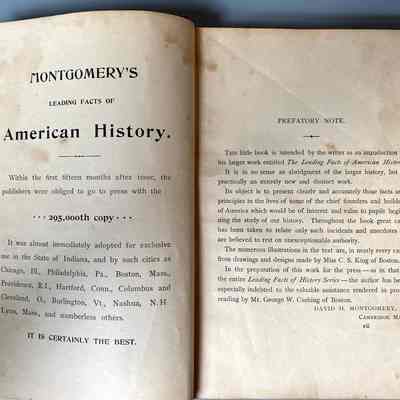 MONTGOMERY'S
LEADING FACTS OF
American History.
Within the first fifteen months after issue, the
publishers were obliged to go to press with the
295,000th copy
It was almost immediately adopted for exclusive
use in the State of Indiana, and by such cities as
Chicago, Ill., Philadelphia, Pa., Boston, Mass.,
Providence, R.I., Hartford, Conn., Columbus and
Cleveland, O., Burlington, Vt., Nashua, N.H.
Lynn, Mass., and numberless others.
IT IS CERTAINLY THE BEST.
PREFATORY NOTE.
THIS little book is intended by the writer as an introduction
his larger work entitled The Leading Facts of American History
It is in no sense an abridgment of the larger history, but
practically an entirely new and distinct work.
Its object is to present clearly and accurately those facts an
principles in the lives of some of the chief founders and builder
of America which would be of interest and value to pupils begin
ning the study of our history. Throughout the book great ca
has been taken to relate only such incidents and anecdotes
are believed to rest on unexceptionable authority.
The numerous illustrations in the text are, in nearly every ca
from drawings and designs made by Miss C. S. King of Boston.
In the preparation of this work for the press — as in that
the entire Leading Facts of History Series — the author has bee
especially indebted to the valuable assistance rendered in pro
reading by Mr. George W. Cushing of Boston.
DAVID H. MONTGOMERY.
CAMBRIDGE, MA
vii